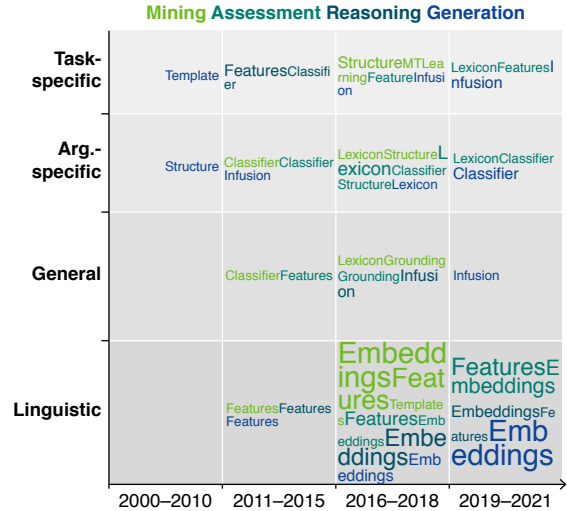 Mining Assessment Reasoning Generation
Task-
specific
Template
FeaturesClassifi
er
StructureMTLea
rningFeatureInfusi
on
LexiconFeaturesI
nfusion
Arg.-
specific
Structure
ClassifierClassifier
Infusion
LexiconStructureL
exiconClassifier
StructureLexicon
LexiconClassifier
Classifier
General
ClassifierFeatures
LexiconGrounding
GroundingInfusi
on
Infusion
Linguistic
FeaturesFeatures
Features
Embedd
ingsFeat
uresTemplate
sFeaturesEmb
eddingsEmbe
ddingsEmb
eddings
FeaturesE
mbeddings
EmbeddingsFe
aturesEmb
eddings
2000–2010
2011–2015
2016–2018
2019–2021